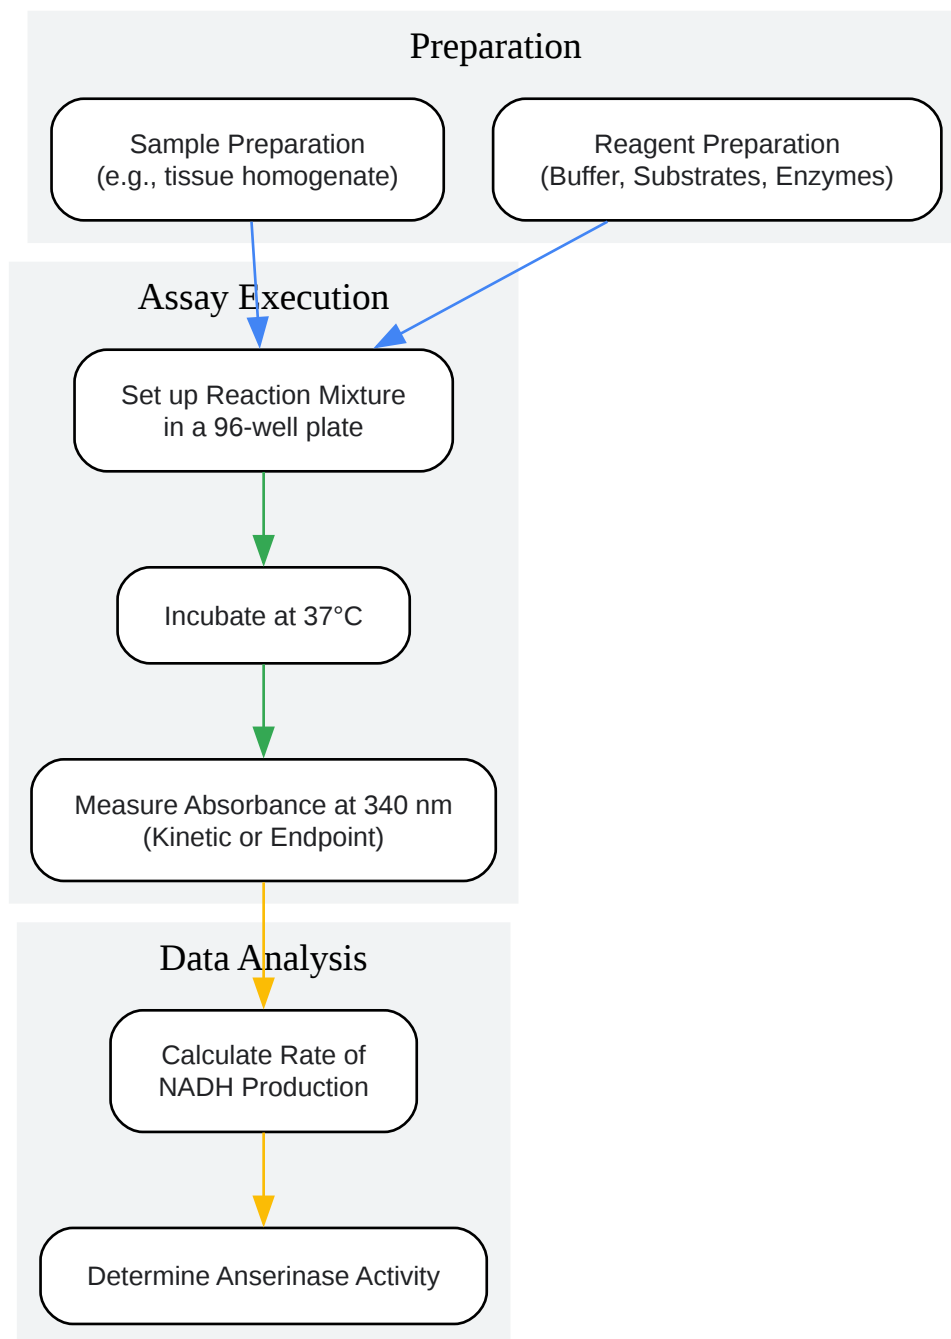 Preparation
Sample Preparation
(e.g., tissue homogenate)
Reagent Preparation
(Buffer, Substrates, Enzymes)
Assay Execution
Set up Reaction Mixture
in a 96-well plate
Incubate at 37°C
Measure Absorbance at 340 nm
(Kinetic or Endpoint)
Data Analysis
Calculate Rate of
NADH Production
Determine Anserinase Activity